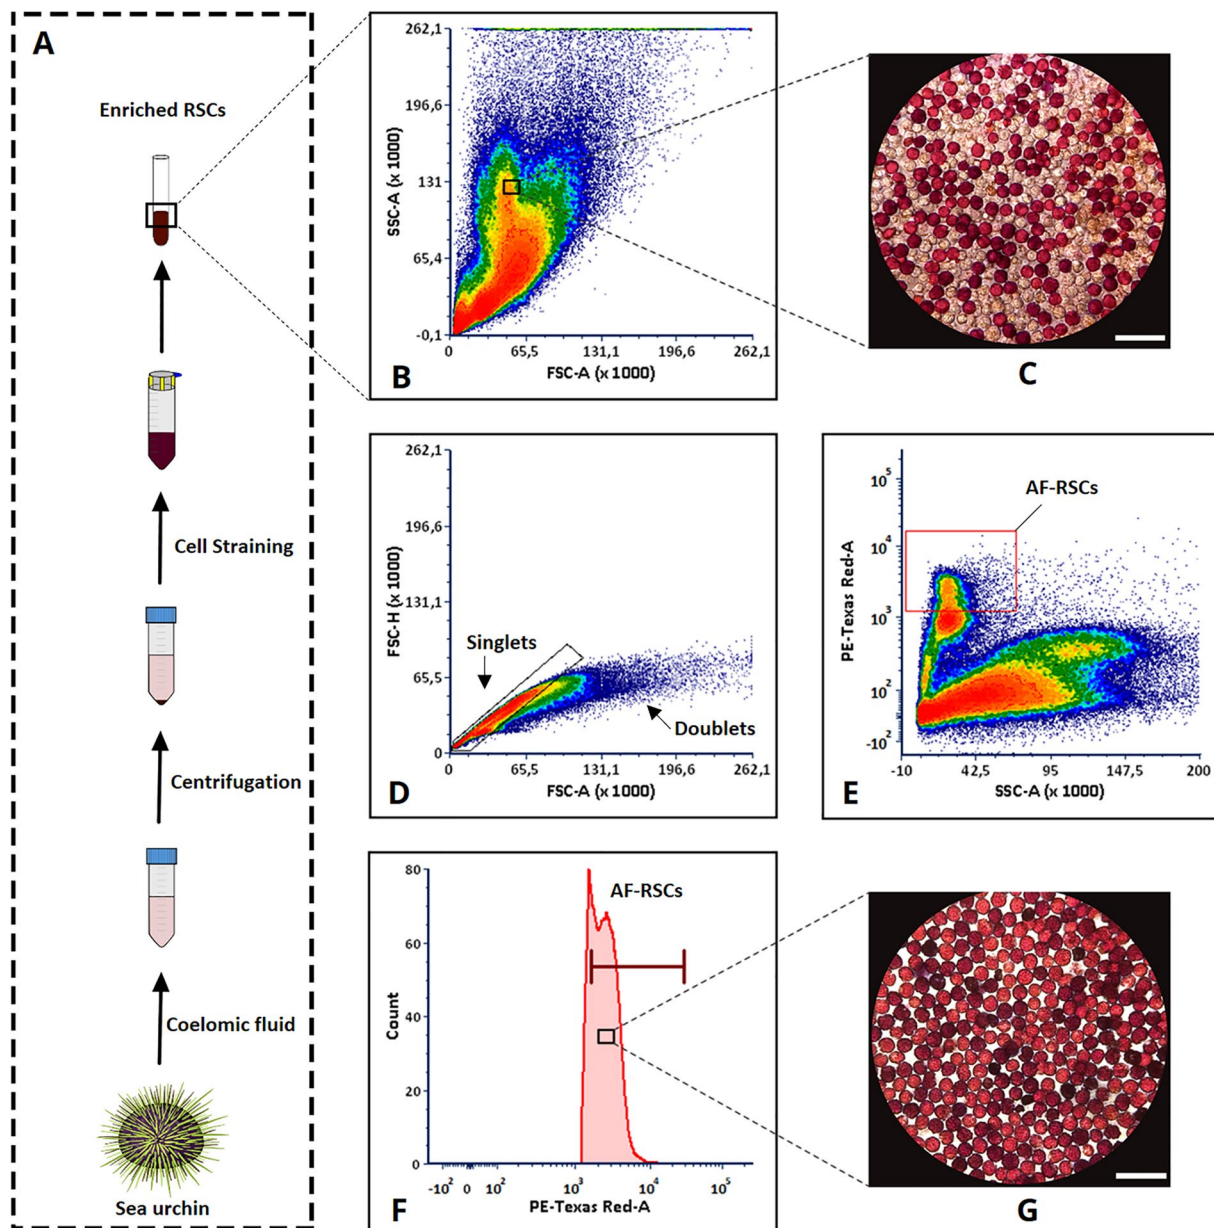 A
Enriched RSCs
Cell Straining
Centrifugation
Coelomic fluid
Sea urchin
262,1
196,6
131
65,4
-0,1
SSC-A (x 1000)
0
65,5
131,1
196,6
262,1
FSC-A (x 1000)
B
C
262,1
196,6
131,1
65,5
0
FSC-H (x 1000)
Singlets
Doublets
0
65,5
131,1
196,6
262,1
FSC-A (x 1000)
D
AF-RSCs
10^5
10^4
10^3
10^2
-10^2
PE-Texas Red-A
-10
42,5
95
147,5
200
SSC-A (x 1000)
E
80
60
40
20
0
Count
AF-RSCs
-10^2
0
10^2
10^3
10^4
10^5
PE-Texas Red-A
F
G